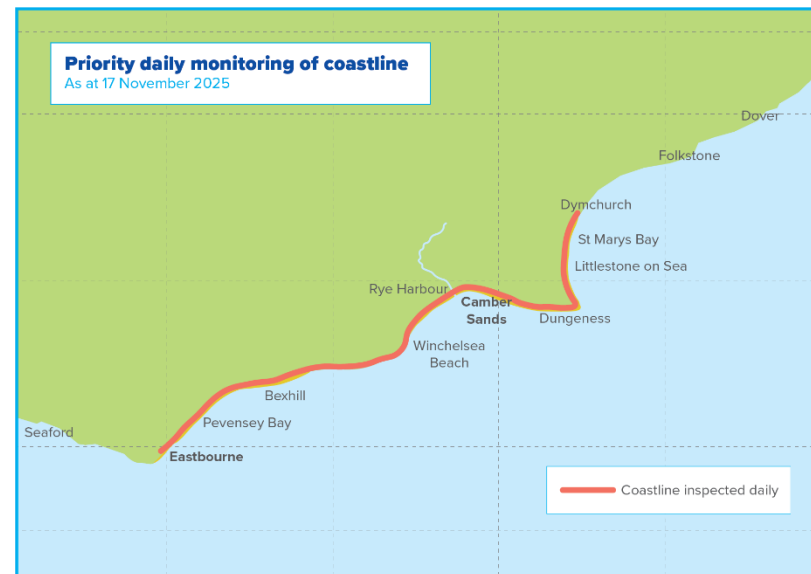 Priority daily monitoring of coastline
As at 17 November 2025
Dover
Folkstone
Dymchurch
St Marys Bay
Littlestone on Sea
Rye Harbour
Camber
Sands
Dungeness
Winchelsea
Beach
Bexhill
Pevensey Bay
Seaford
Eastbourne
Coastline inspected daily